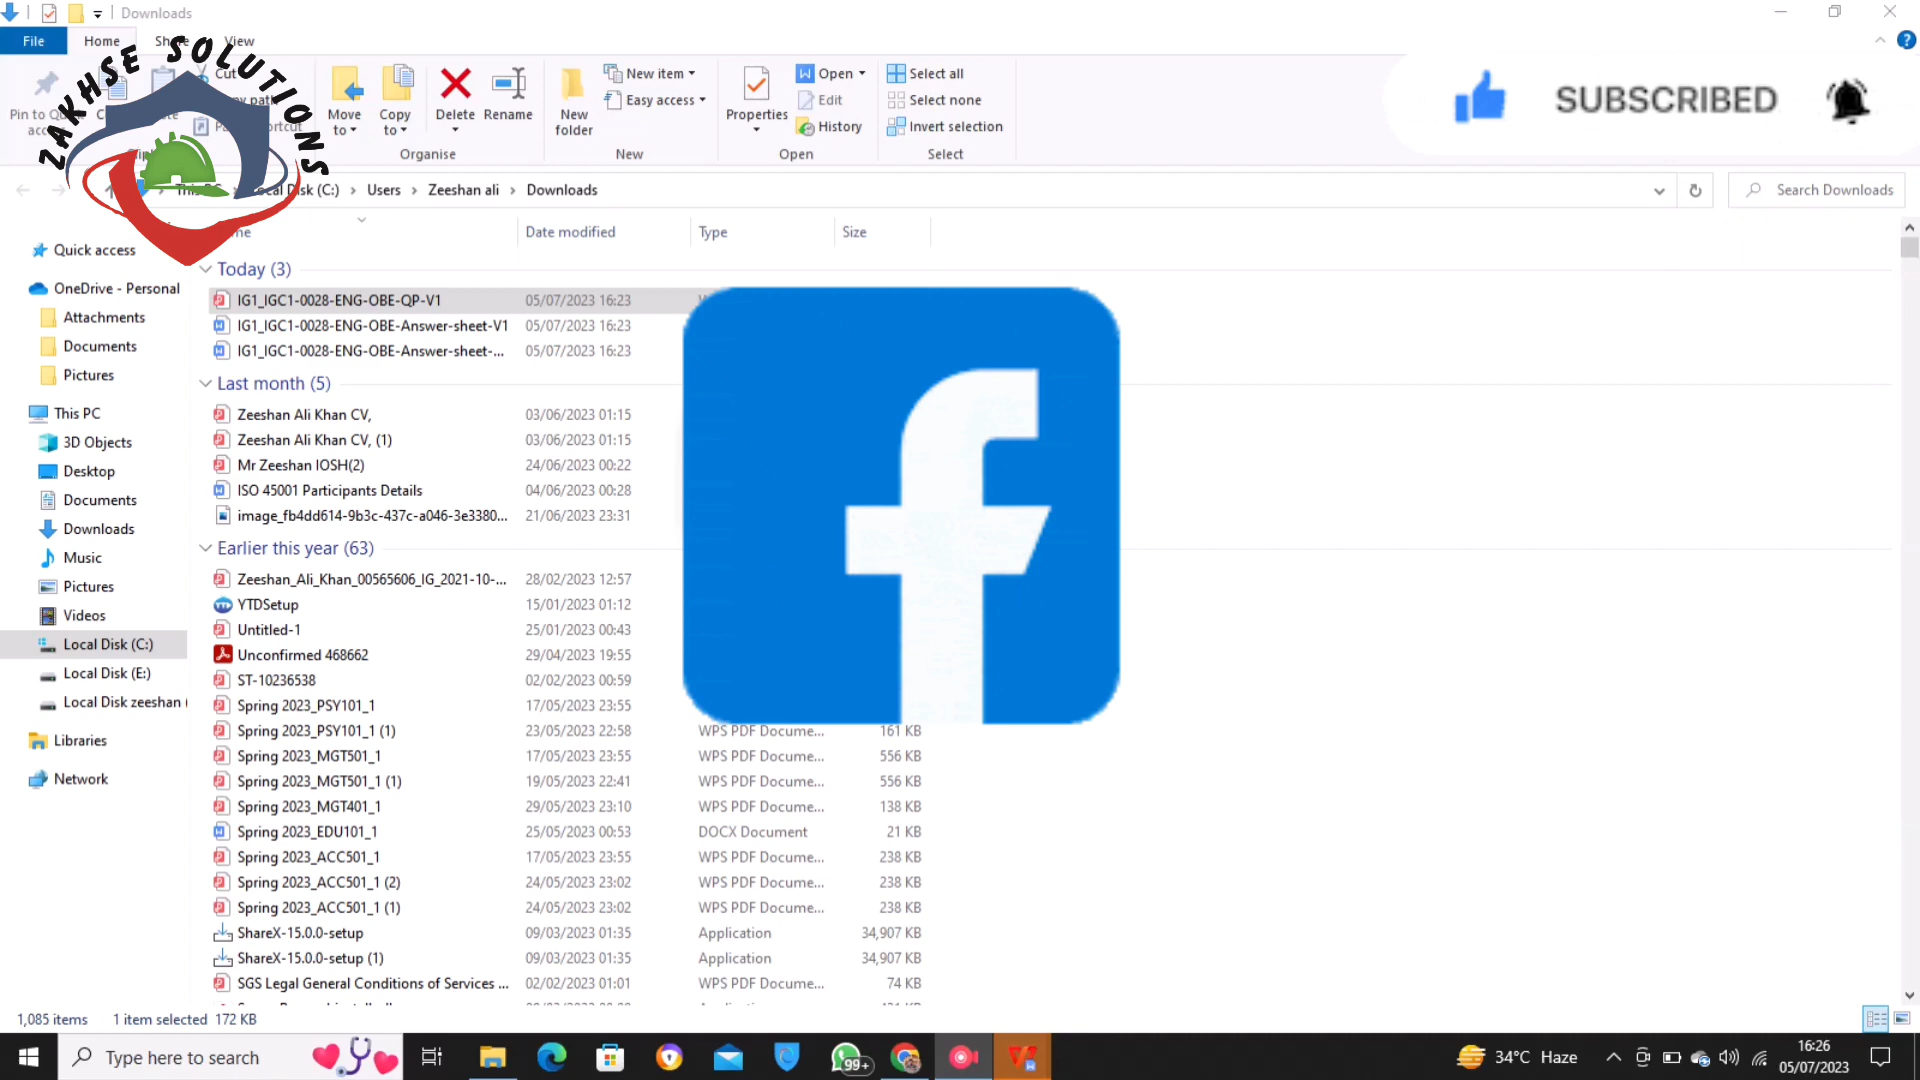 Downloads
File
Home
View
ZAKHSE SOLUTIONS
Move to
Copy to
Delete
Rename
New folder
New item
Easy access
Properties
Open
Edit
History
Select all
Select none
Invert selection
Organise
New
Open
Select
SUBSCRIBED
Users
Zeeshan ali
Downloads
Search Downloads
Date modified
Type
Size
Quick access
OneDrive - Personal
Attachments
Documents
Pictures
This PC
3D Objects
Desktop
Documents
Downloads
Music
Pictures
Videos
Local Disk (C:)
Local Disk (E:)
Local Disk zeeshan (
Libraries
Network
Today (3)
IG1_IGC1-0028-ENG-OBE-QP-V1 05/07/2023 16:23
IG1_IGC1-0028-ENG-OBE-Answer-sheet-V1 05/07/2023 16:23
IG1_IGC1-0028-ENG-OBE-Answer-sheet-... 05/07/2023 16:23
Last month (5)
Zeeshan Ali Khan CV, 03/06/2023 01:15
Zeeshan Ali Khan CV, (1) 03/06/2023 01:15
Mr Zeeshan IOSH(2) 24/06/2023 00:22
ISO 45001 Participants Details 04/06/2023 00:28
image_fb4dd614-9b3c-437c-a046-3e3380... 21/06/2023 23:31
Earlier this year (63)
Zeeshan_Ali_Khan_00565606_IG_2021-10-... 28/02/2023 12:57
YTDSetup 15/01/2023 01:12
Untitled-1 25/01/2023 00:43
Unconfirmed 468662 29/04/2023 19:55
ST-10236538 02/02/2023 00:59
Spring 2023_PSY101_1 17/05/2023 23:55
Spring 2023_PSY101_1 (1) 23/05/2023 22:58 WPS PDF Docume... 161 KB
Spring 2023_MGT501_1 17/05/2023 23:55 WPS PDF Docume... 556 KB
Spring 2023_MGT501_1 (1) 19/05/2023 22:41 WPS PDF Docume... 556 KB
Spring 2023_MGT401_1 29/05/2023 23:10 WPS PDF Docume... 138 KB
Spring 2023_EDU101_1 25/05/2023 00:53 DOCX Document 21 KB
Spring 2023_ACC501_1 17/05/2023 23:55 WPS PDF Docume... 238 KB
Spring 2023_ACC501_1 (2) 24/05/2023 23:02 WPS PDF Docume... 238 KB
Spring 2023_ACC501_1 (1) 24/05/2023 23:02 WPS PDF Docume... 238 KB
ShareX-15.0.0-setup 09/03/2023 01:35 Application 34,907 KB
ShareX-15.0.0-setup (1) 09/03/2023 01:35 Application 34,907 KB
SGS Legal General Conditions of Services ... 02/02/2023 01:01 WPS PDF Docume... 74 KB
1,085 items 1 item selected 172 KB
Type here to search
99+
34°C Haze
16:26
05/07/2023